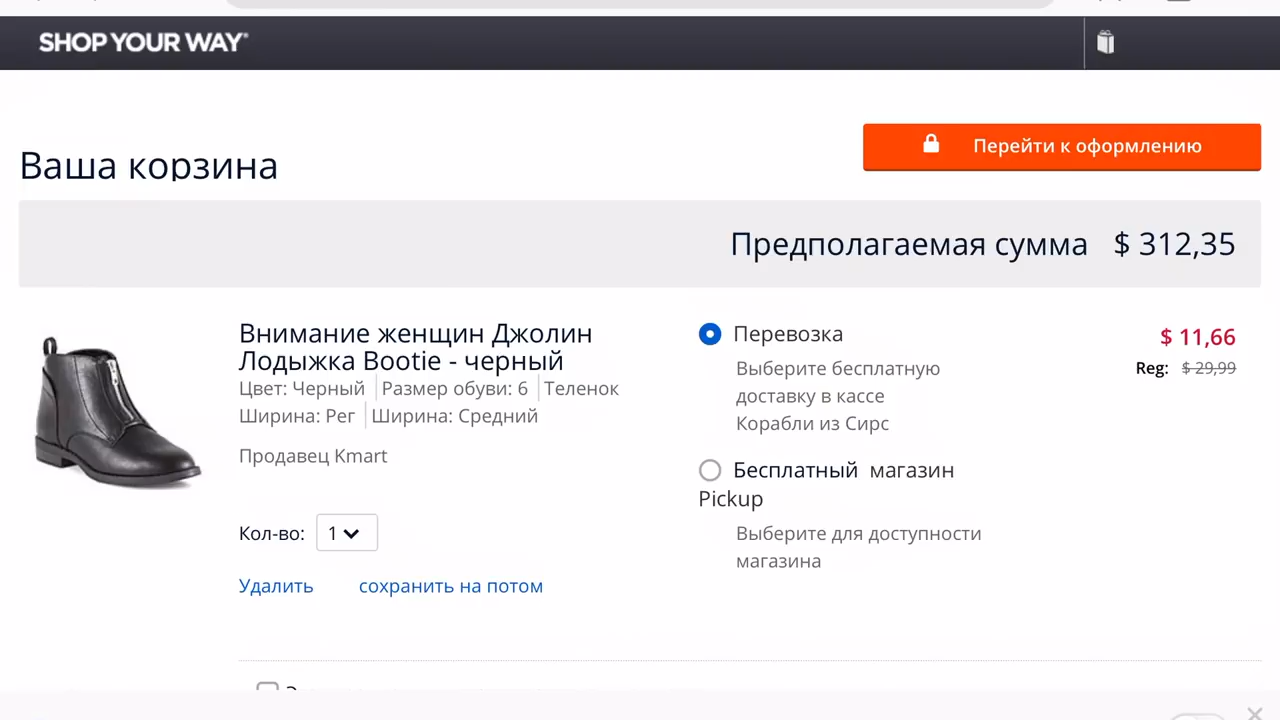 SHOP YOUR WAY®
Перейти к оформлению
Ваша корзина
Предполагаемая сумма $ 312,35
Внимание женщин Джолин
Лодыжка Bootie - черный
Цвет: Черный Размер обуви: 6 Теленок
Ширина: Рег Ширина: Средний
Продавец Kmart
Кол-во: 1
Удалить сохранить на потом
Перевозка
Выберите бесплатную
доставку в кассе
Корабли из Сирс
Бесплатный магазин
Pickup
Выберите для доступности
магазина
$ 11,66
Reg: $ 29,99